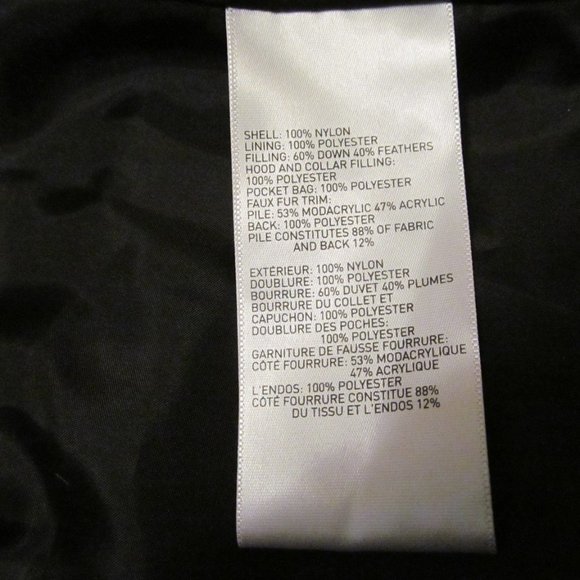 SHELL: 100% NYLON
LINING: 100% POLYESTER
FILLING: 60% DOWN 40% FEATHERS
HOOD AND COLLAR FILLING:
100% POLYESTER
POCKET BAG: 100% POLYESTER
FAUX FUR TRIM:
PILE: 53% MODACRYLIC 47% ACRYLIC
BACK: 100% POLYESTER
PILE CONSTITUTES 88% OF FABRIC
AND BACK 12%
EXTÉRIEUR: 100% NYLON
DOUBLURE: 100% POLYESTER
BOURRURE: 60% DUVET 40% PLUMES
BOURRURE DU COLLET ET
CAPUCHON: 100% POLYESTER
DOUBLURE DES POCHES:
100% POLYESTER
GARNITURE DE FAUSSE FOURRURE:
CÔTÉ FOURRURE: 53% MODACRYLIQUE
47% ACRYLIQUE
L'ENDOS: 100% POLYESTER
CÔTÉ FOURRURE CONSTITUE 88%
DU TISSU ET L'ENDOS 12%